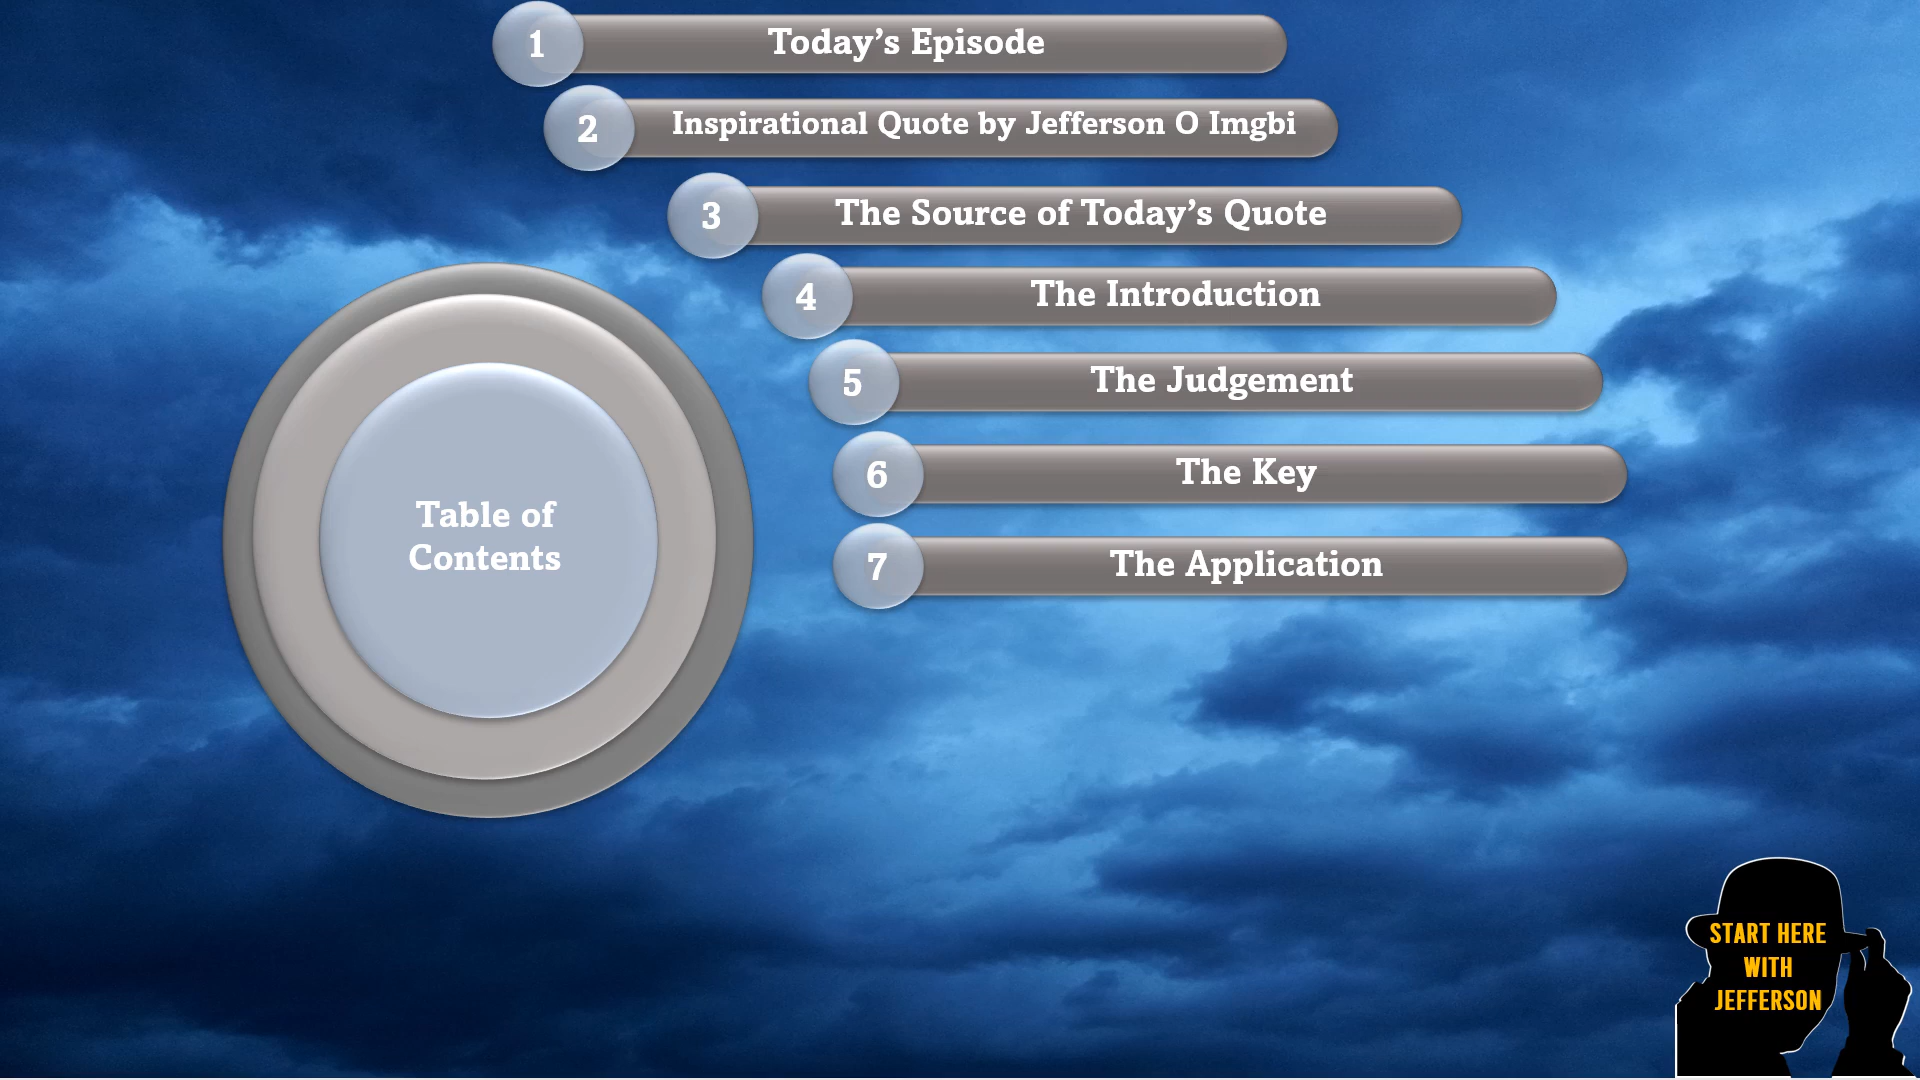 1 Today's Episode
2 Inspirational Quote by Jefferson O Imgbi
3 The Source of Today's Quote
4 The Introduction
5 The Judgement
6 The Key
7 The Application
Table of
Contents
START HERE
WITH
JEFFERSON